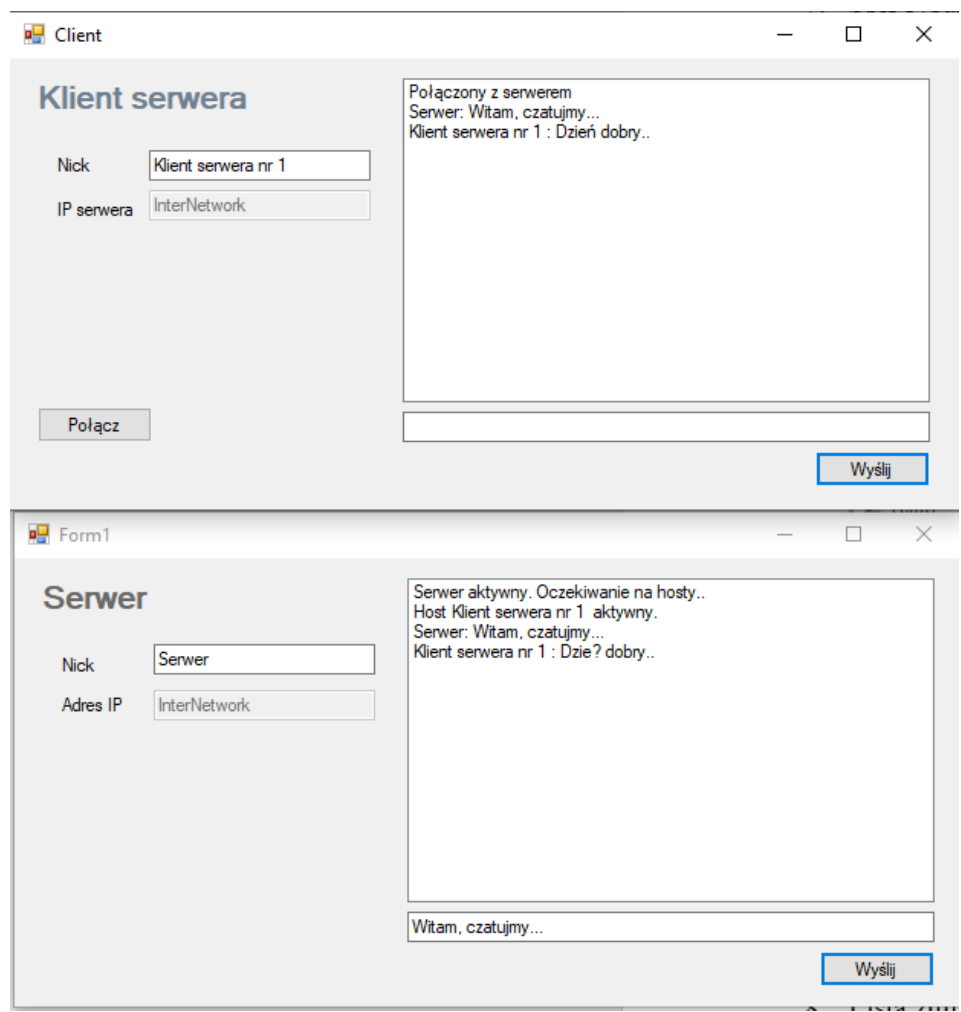 Client
Klient serwera
Nick
Klient serwera nr 1
IP serwera
InterNetwork
Połącz
Połączony z serwerem
Serwer: Witam, czatujmy...
Klient serwera nr 1 : Dzień dobry..
Wyślij
Form1
Serwer
Nick
Serwer
Adres IP
InterNetwork
Serwer aktywny. Oczekiwanie na hosty..
Host Klient serwera nr 1  aktywny.
Serwer: Witam, czatujmy...
Klient serwera nr 1 : Dzie? dobry..
Witam, czatujmy...
Wyślij